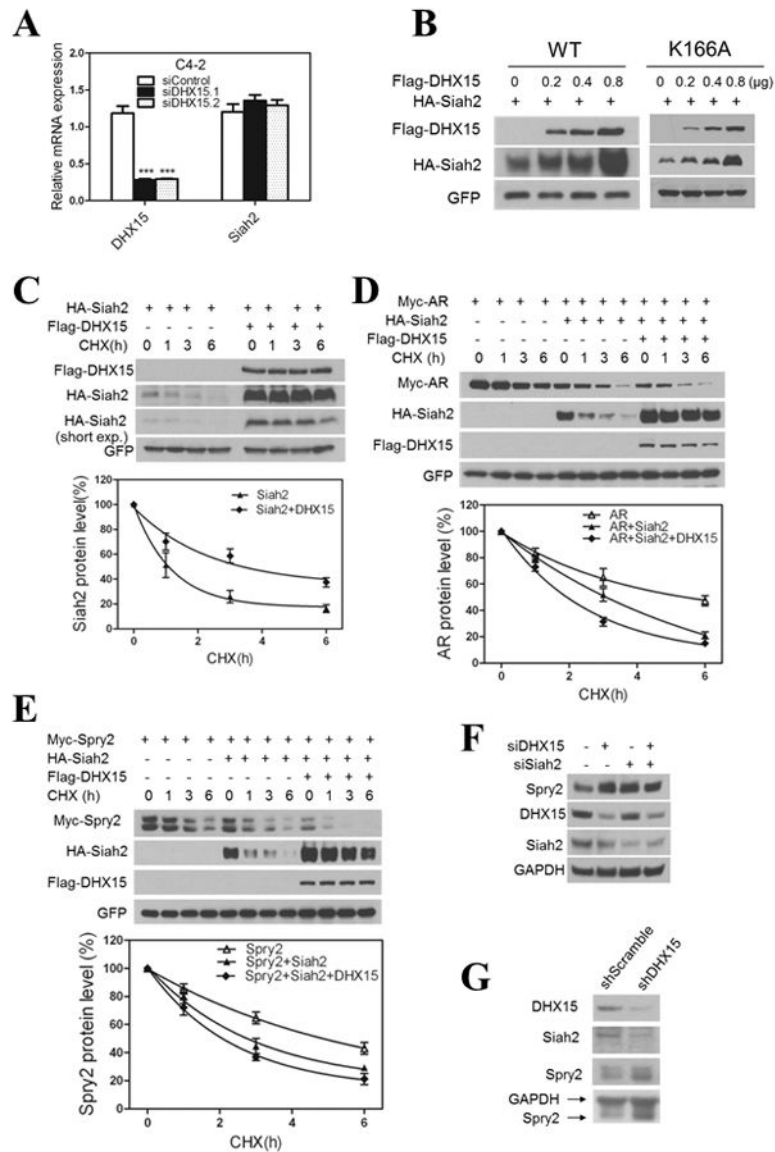 A
C4-2
siControl
siDHX15.1
siDHX15.2
Relative mRNA expression
2.0
1.5
1.0
0.5
0.0
*** ***
DHX15 Siah2
B
WT K166A
Flag-DHX15 0 0.2 0.4 0.8 0 0.2 0.4 0.8 (μg)
HA-Siah2 + + + + + + + +
Flag-DHX15
HA-Siah2
GFP
C
HA-Siah2 + + + + + + + +
Flag-DHX15 - - - - + + + +
CHX(h) 0 1 3 6 0 1 3 6
Flag-DHX15
HA-Siah2
HA-Siah2
(short exp.)
GFP
Siah2 protein level(%)
120
100
80
60
40
20
0
Siah2
Siah2+DHX15
0 2 4 6
CHX(h)
D
Myc-AR + + + + + + + + + + + +
HA-Siah2 - - - - + + + + + + + +
Flag-DHX15 - - - - - - - - + + + +
CHX (h) 0 1 3 6 0 1 3 6 0 1 3 6
Myc-AR
HA-Siah2
Flag-DHX15
GFP
AR protein level (%)
120
100
80
60
40
20
0
AR
AR+Siah2
AR+Siah2+DHX15
0 2 4 6
CHX(h)
E
Myc-Spry2 + + + + + + + + + + + +
HA-Siah2 - - - - + + + + + + + +
Flag-DHX15 - - - - - - - - + + + +
CHX (h) 0 1 3 6 0 1 3 6 0 1 3 6
Myc-Spry2
HA-Siah2
Flag-DHX15
GFP
Spry2 protein level (%)
120
100
80
60
40
20
0
Spry2
Spry2+Siah2
Spry2+Siah2+DHX15
0 2 4 6
CHX(h)
F
siDHX15 - + - +
siSiah2 - - + +
Spry2
DHX15
Siah2
GAPDH
G
shScramble
shDHX15
DHX15
Siah2
Spry2
GAPDH →
Spry2 →